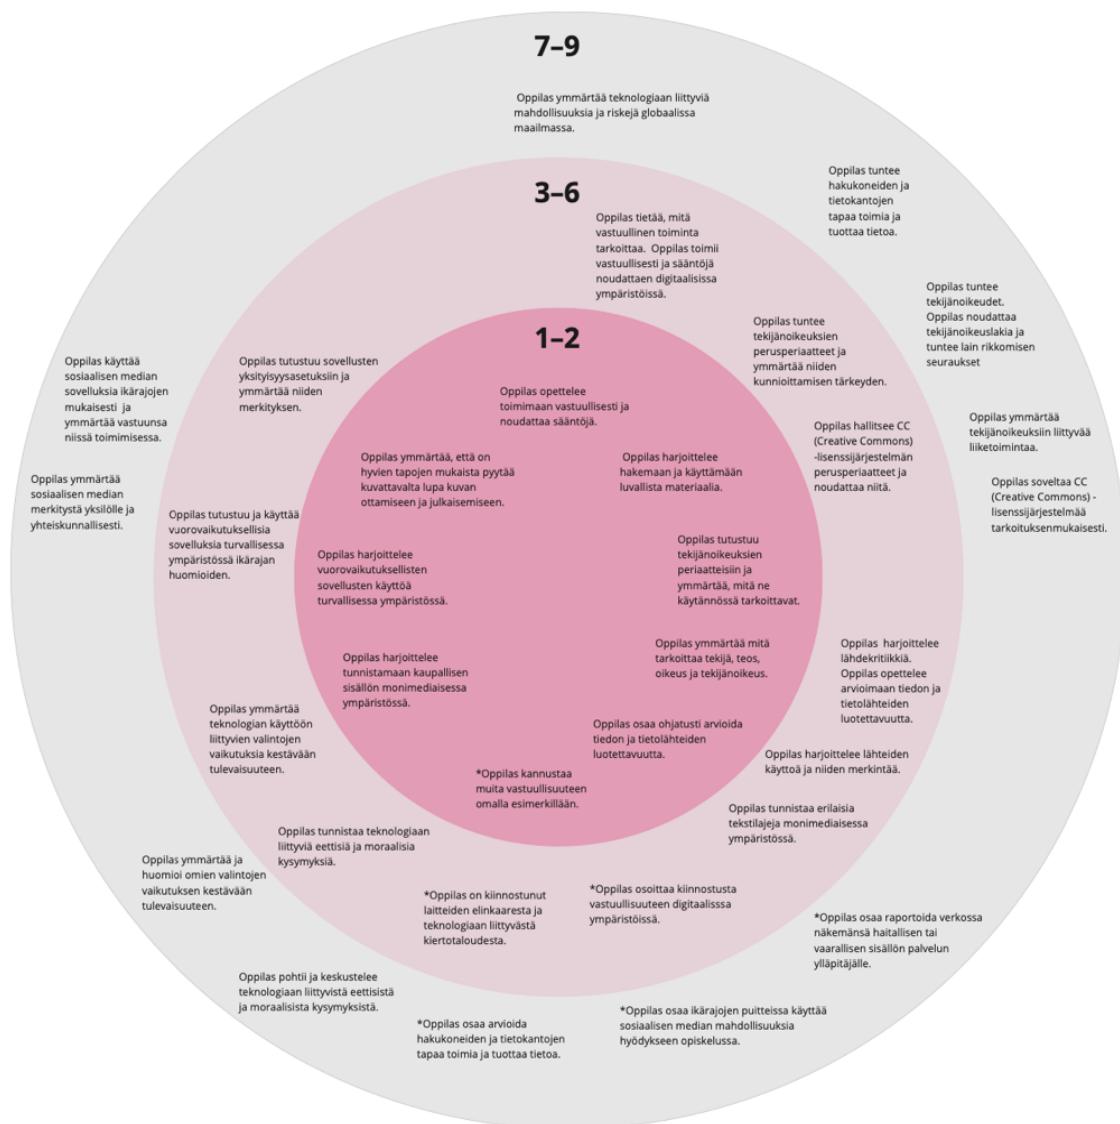 7–9
Oppilas ymmärtää teknologiaan liittyviä
mahdollisuuksia ja riskejä globaalissa
maailmassa.
Oppilas tuntee
hakukoneiden ja
tietokantojen
tapaa toimia ja
tuottaa tietoa.
Oppilas tuntee
tekijänoikeudet.
Oppilas noudattaa
tekijänoikeuslakia ja
tuntee lain rikkomisen
seuraukset
Oppilas ymmärtää
tekijänoikeuksiin liittyvää
liiketoimintaa.
Oppilas soveltaa CC
(Creative Commons) -
lisenssijärjestelmää
tarkoituksenmukaisesti.
*Oppilas osaa raportoida verkossa
näkemänsä haitallisen tai
vaarallisen sisällön palvelun
ylläpitäjälle.
*Oppilas osaa ikärajojen puitteissa käyttää
sosiaalisen median mahdollisuuksia
hyödykseen opiskelussa.
*Oppilas osaa arvioida
hakukoneiden ja tietokantojen
tapaa toimia ja tuottaa tietoa.
Oppilas pohtii ja keskustelee
teknologiaan liittyvistä eettisistä
ja moraalisista kysymyksistä.
Oppilas ymmärtää ja
huomioi omien valintojen
vaikutuksen kestävään
tulevaisuuteen.
Oppilas ymmärtää
sosiaalisen median
merkitystä yksilölle ja
yhteiskunnallisesti.
Oppilas käyttää
sosiaalisen median
sovelluksia ikärajojen
mukaisesti ja
ymmärtää vastuunsa
niissä toimimisessa.
3–6
Oppilas tietää, mitä
vastuullinen toiminta
tarkoittaa. Oppilas toimii
vastuullisesti ja sääntöjä
noudattaen digitaalisissa
ympäristöissä.
Oppilas tuntee
tekijänoikeuksien
perusperiaatteet ja
ymmärtää niiden
kunnioittamisen tärkeyden.
Oppilas hallitsee CC
(Creative Commons)
-lisenssijärjestelmän
perusperiaatteet ja
noudattaa niitä.
Oppilas harjoittelee
lähdekritiikkiä.
Oppilas opettelee
arvioimaan tiedon ja
tietolähteiden
luotettavuutta.
Oppilas harjoittelee lähteiden
käyttöä ja niiden merkintää.
Oppilas tunnistaa erilaisia
tekstilajeja monimediaisessa
ympäristössä.
*Oppilas osoittaa kiinnostusta
vastuullisuuteen digitaalisssa
ympäristöissä.
*Oppilas on kiinnostunut
laitteiden elinkaaresta ja
teknologiaan liittyvästä
kiertotaloudesta.
Oppilas tunnistaa teknologiaan
liittyviä eettisiä ja moraalisia
kysymyksiä.
Oppilas ymmärtää
teknologian käyttöön
liittyvien valintojen
vaikutuksia kestävään
tulevaisuuteen.
Oppilas tutustuu ja käyttää
vuorovaikutuksellisia
sovelluksia turvallisessa
ympäristössä ikärajan
huomioiden.
Oppilas tutustuu sovellusten
yksityisyysasetuksiin ja
ymmärtää niiden
merkityksen.
1–2
Oppilas opettelee
toimimaan vastuullisesti ja
noudattaa sääntöjä.
Oppilas harjoittelee
hakemaan ja käyttämään
luvallista materiaalia.
Oppilas tutustuu
tekijänoikeuksien
periaatteisiin ja
ymmärtää, mitä ne
käytännössä tarkoittavat.
Oppilas ymmärtää mitä
tarkoittaa tekijä, teos,
oikeus ja tekijänoikeus.
Oppilas osaa ohjatusti arvioida
tiedon ja tietolähteiden
luotettavuutta.
*Oppilas kannustaa
muita vastuullisuuteen
omalla esimerkillään.
Oppilas harjoittelee
tunnistamaan kaupallisen
sisällön monimediaisessa
ympäristössä.
Oppilas harjoittelee
vuorovaikutuksellisten
sovellusten käyttöä
turvallisessa ympäristössä.
Oppilas ymmärtää, että on
hyvien tapojen mukaista pyytää
kuvattavalta lupa kuvan
ottamiseen ja julkaisemiseen.